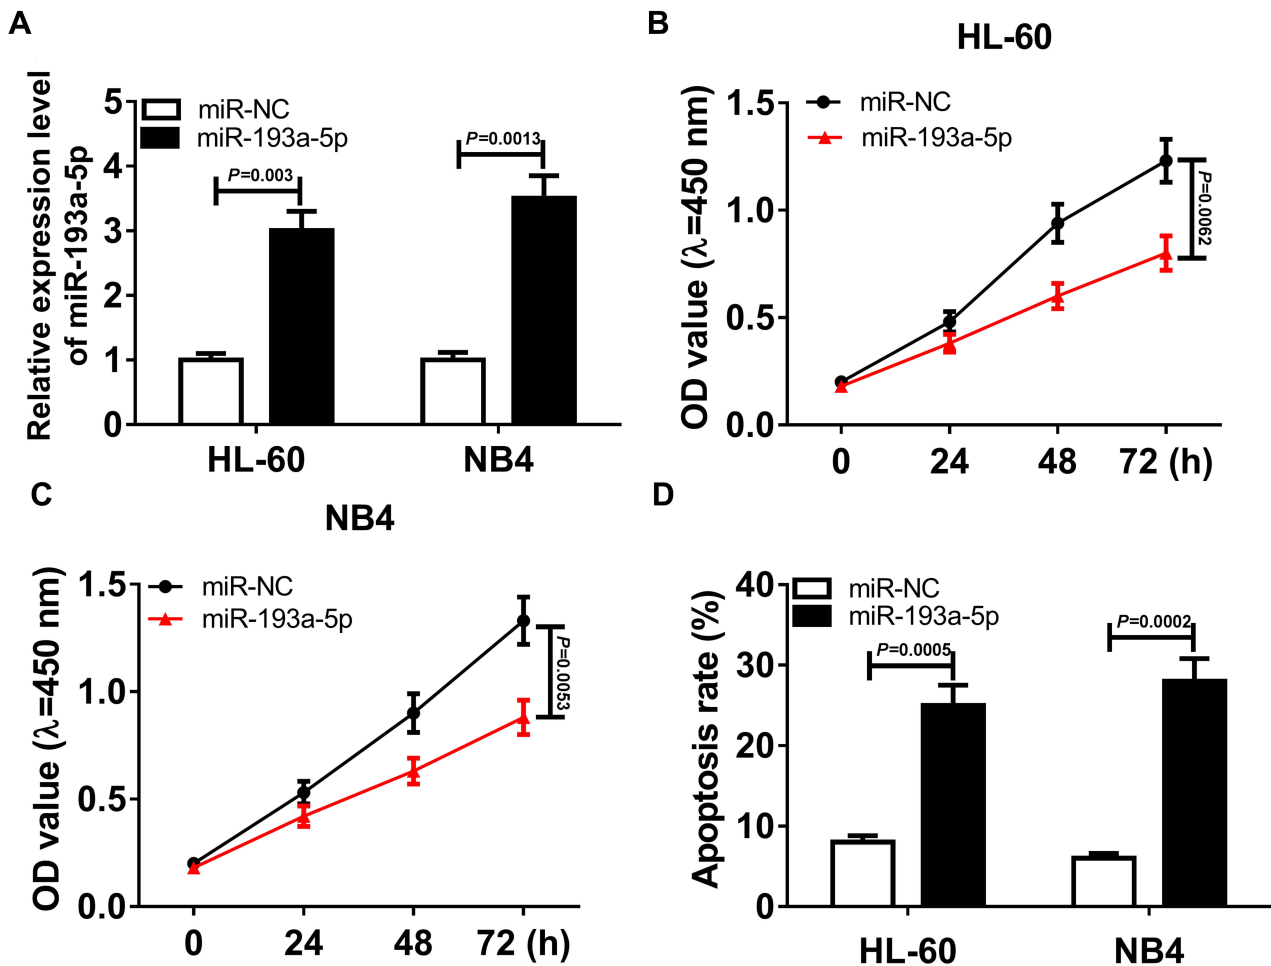 A
Relative expression level
of miR-193a-5p
5
4
3
2
1
0
miR-NC
miR-193a-5p
P=0.003
P=0.0013
HL-60
NB4
B
HL-60
OD value (λ=450 nm)
1.5
1.0
0.5
0.0
miR-NC
miR-193a-5p
P=0.0062
0 24 48 72 (h)
C
NB4
OD value (λ=450 nm)
1.5
1.0
0.5
0.0
miR-NC
miR-193a-5p
P=0.0053
0 24 48 72 (h)
D
Apoptosis rate (%)
40
30
20
10
0
miR-NC
miR-193a-5p
P=0.0005
P=0.0002
HL-60
NB4